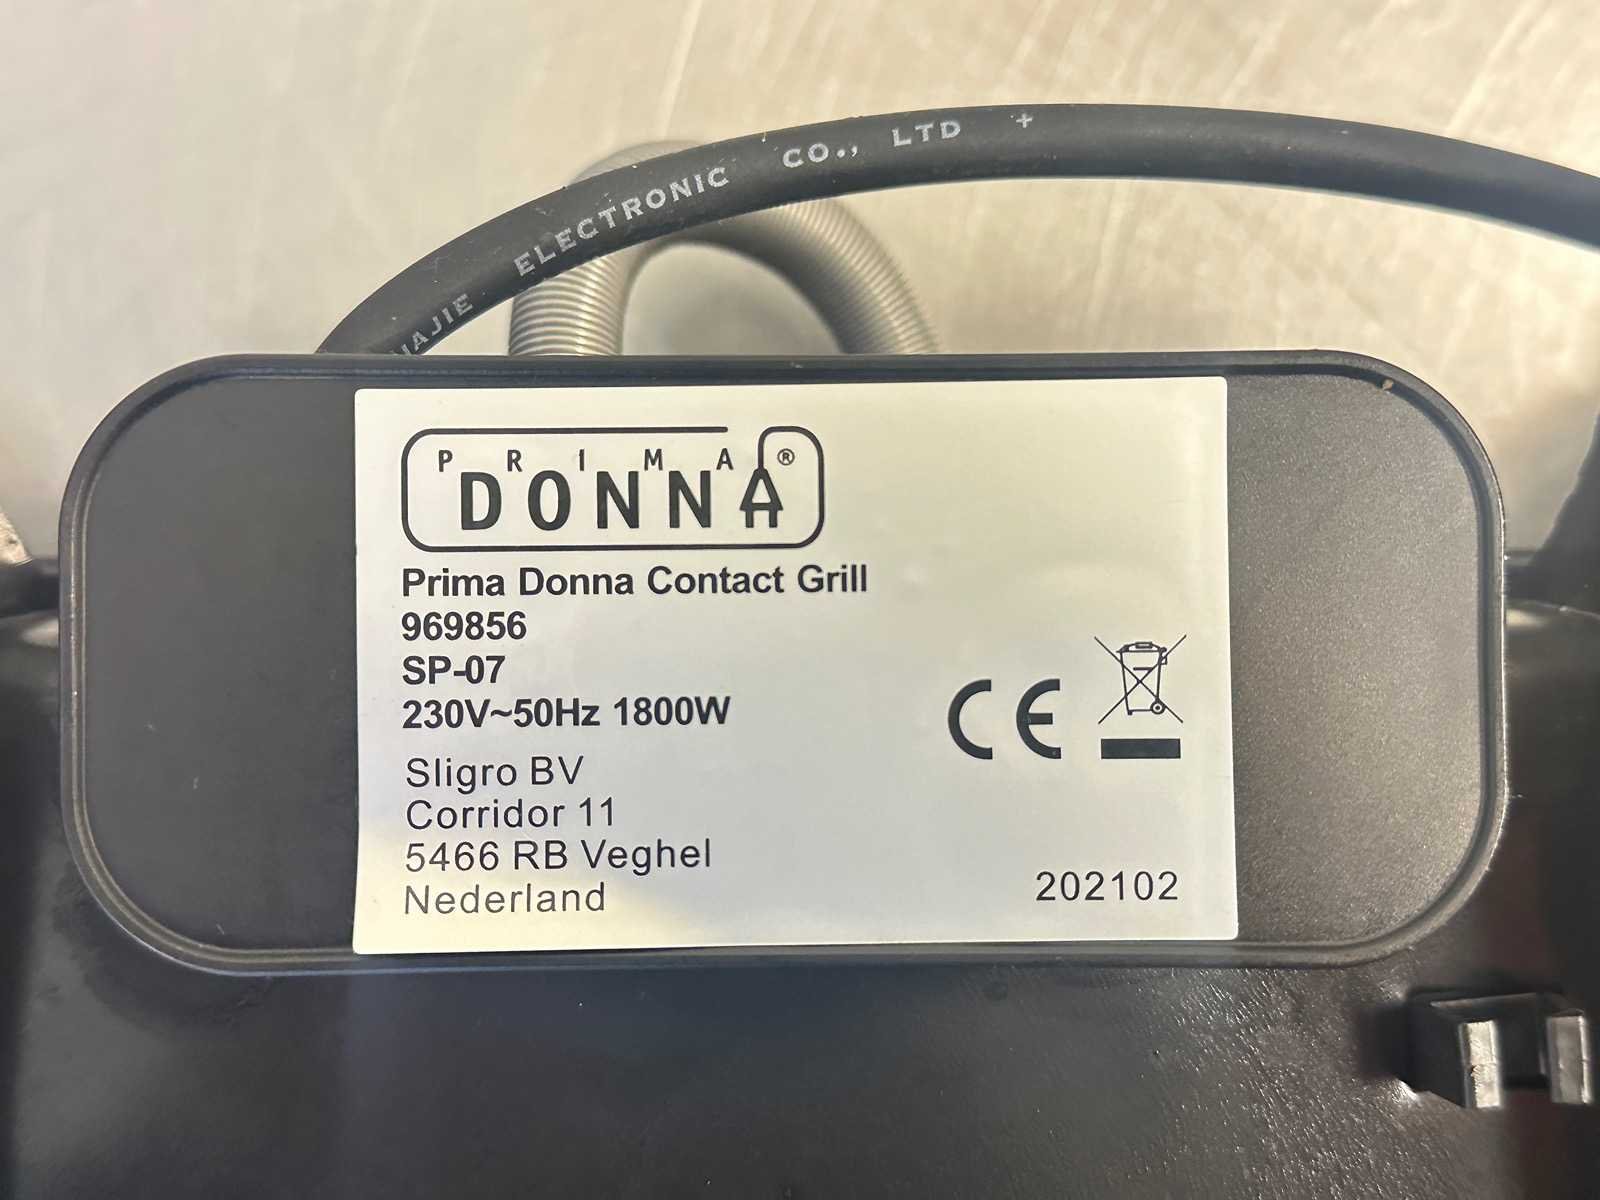 ELECTRONIC CO., LTD +
PRIMA ®
DONNA
Prima Donna Contact Grill
969856
SP-07
230V~50Hz 1800W
CE
Sligro BV
Corridor 11
5466 RB Veghel
Nederland
202102